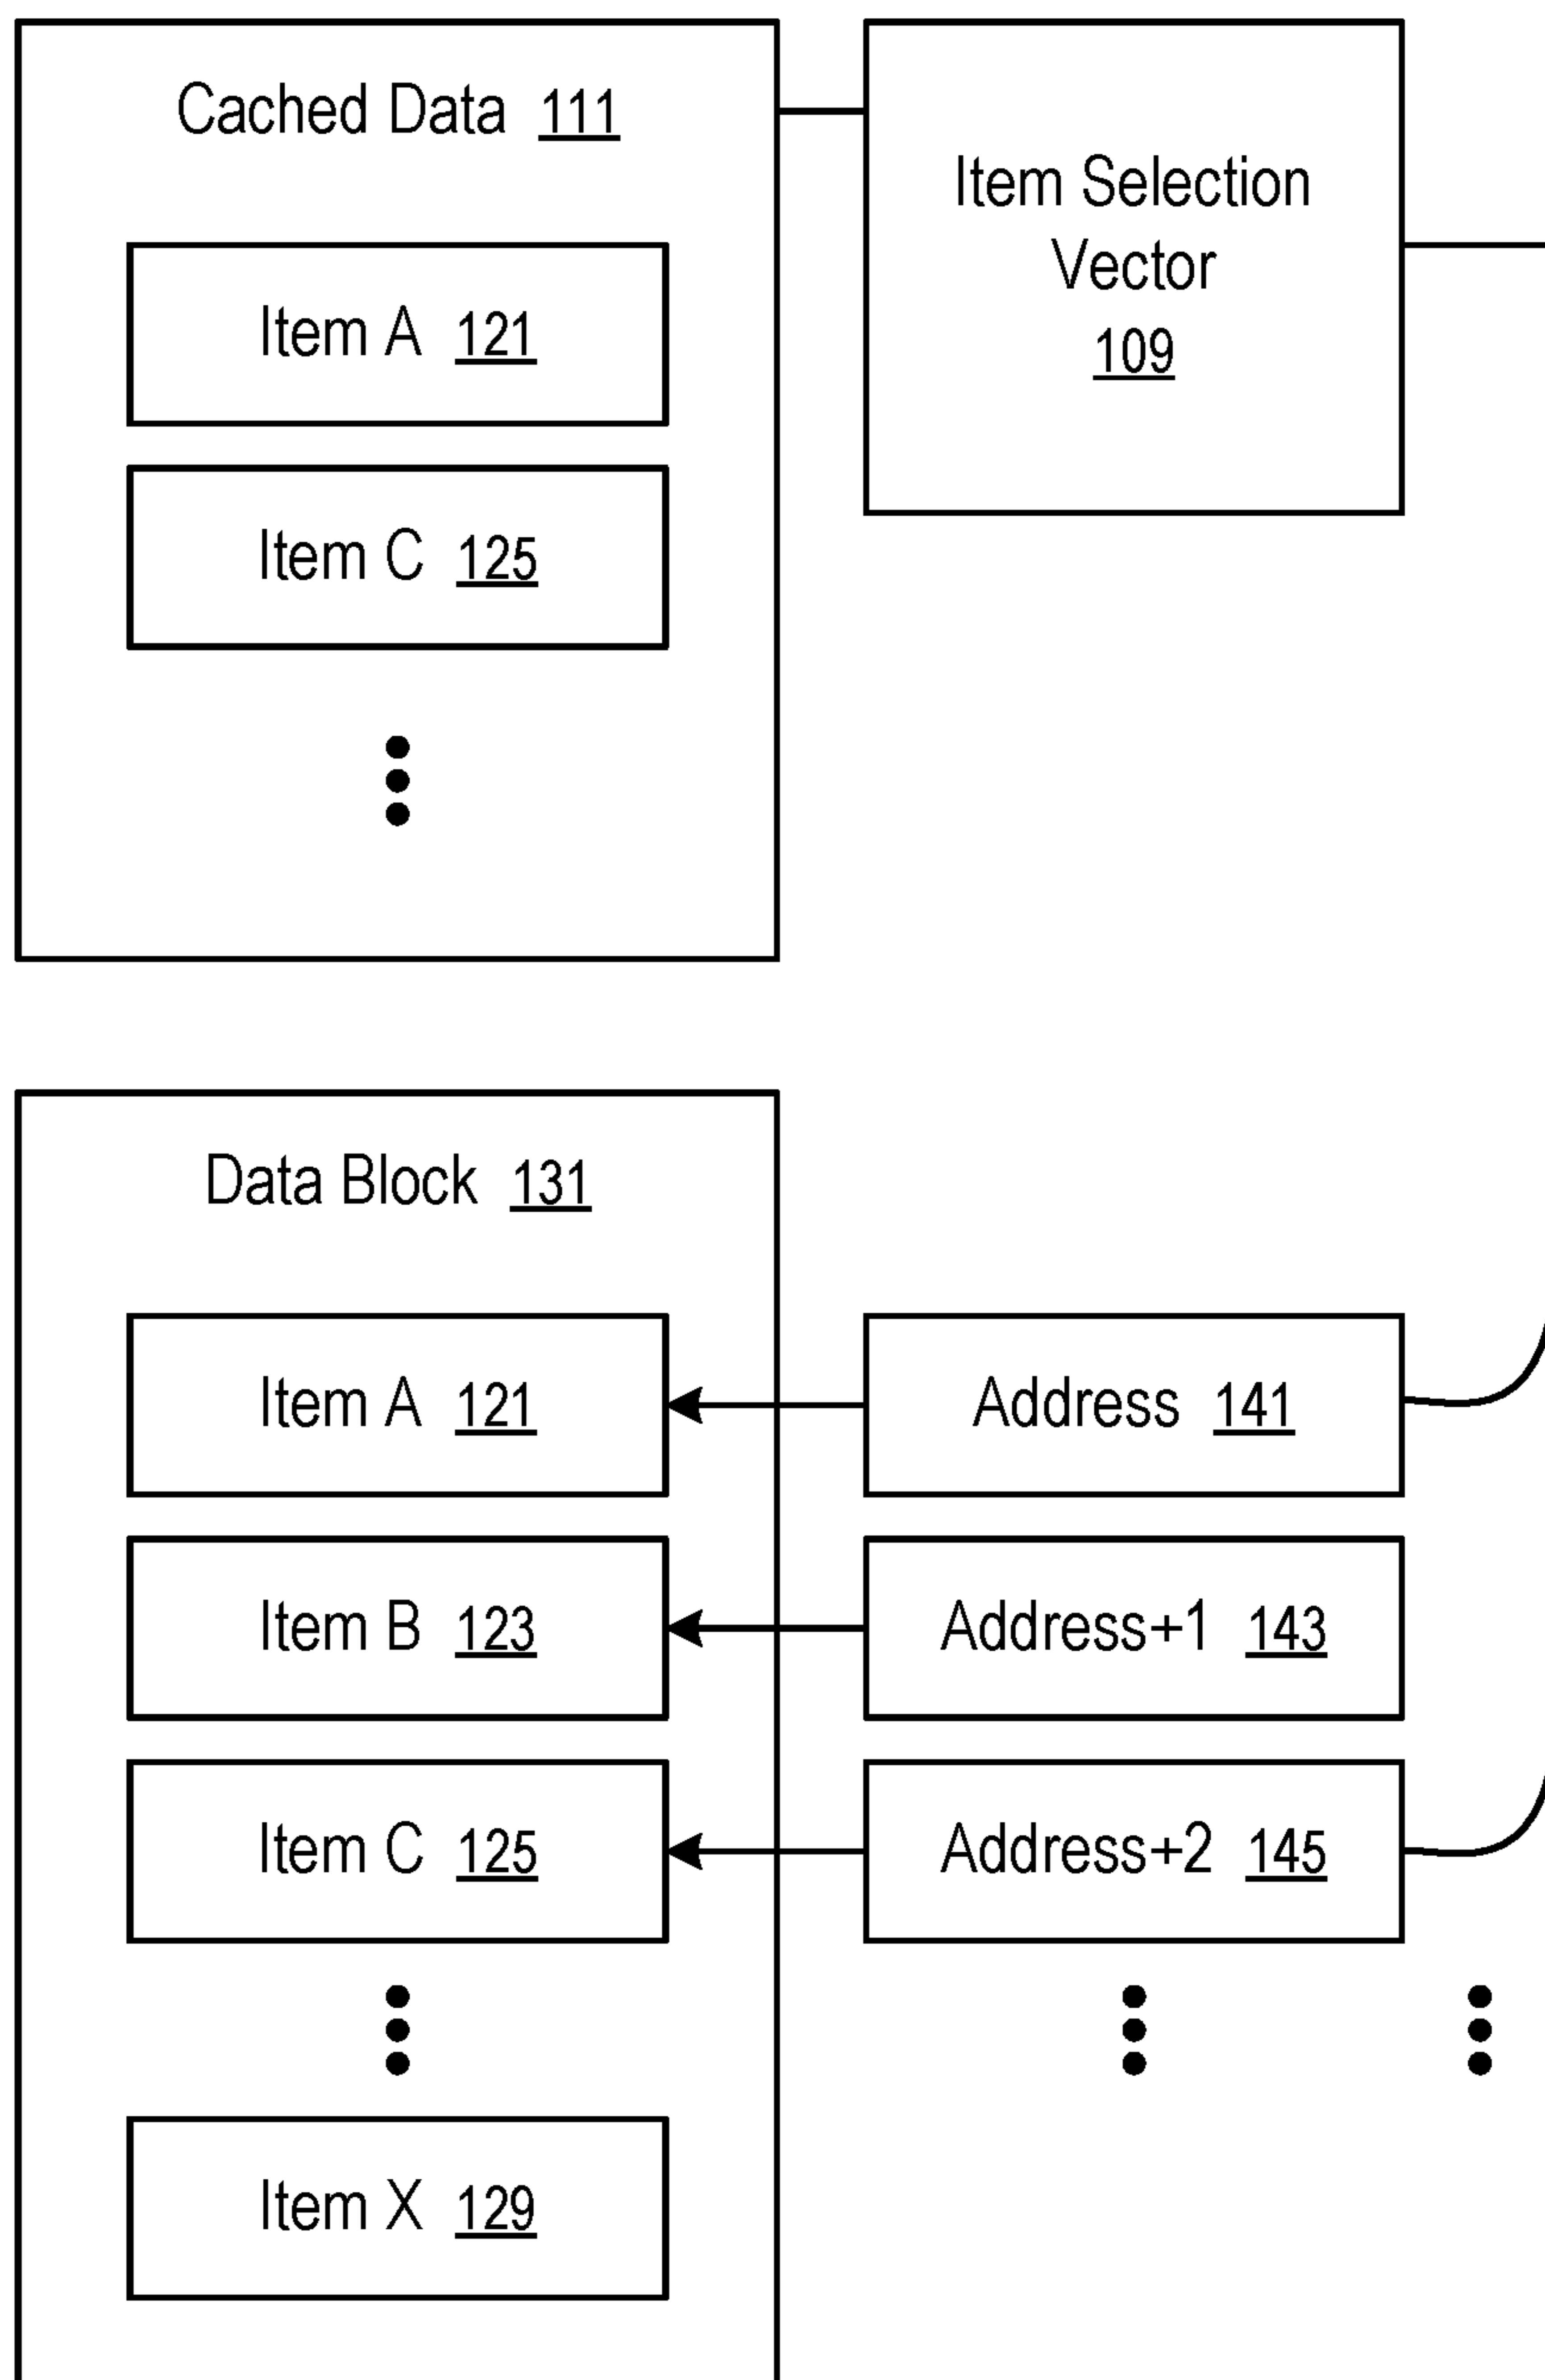 Cached Data 111
Item Selection
Vector
109
Item A 121
Item C 125
Data Block 131
Item A 121
Address 141
Item B 123
Address+1 143
Item C 125
Address+2 145
Item X 129